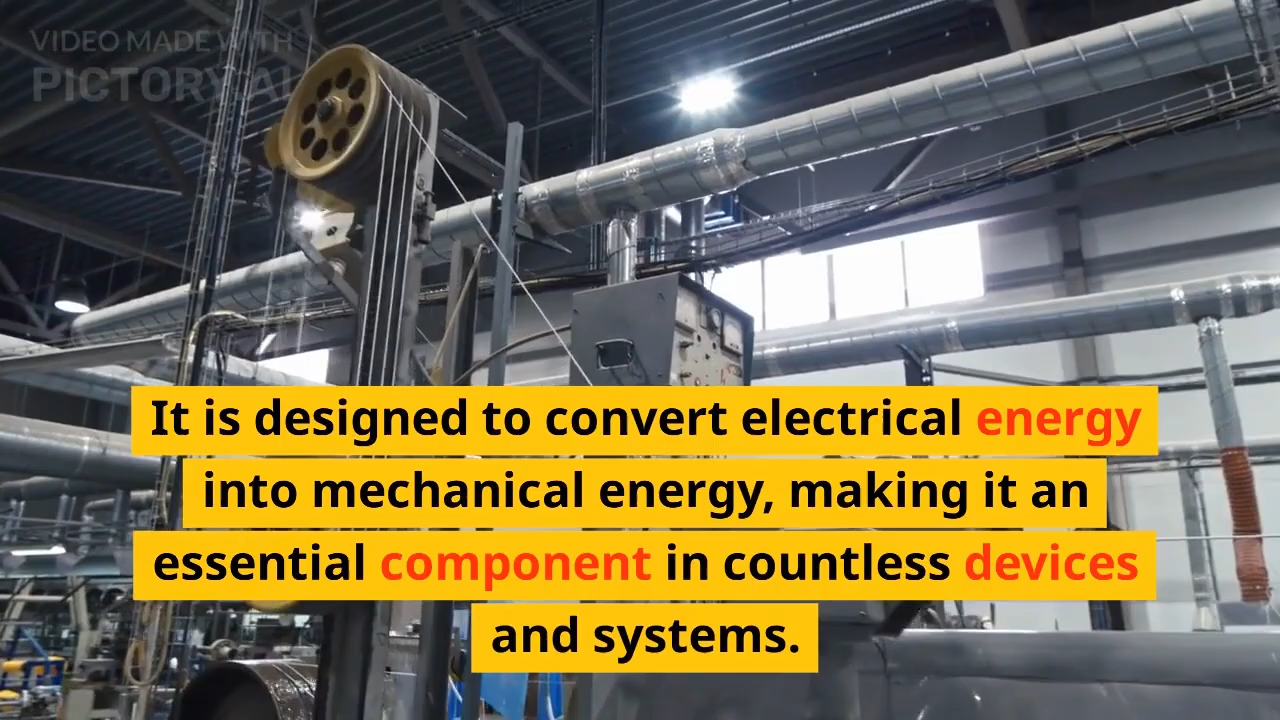 VIDEO MADE WITH
PICTORY.AI
It is designed to convert electrical energy
into mechanical energy, making it an
essential component in countless devices
and systems.